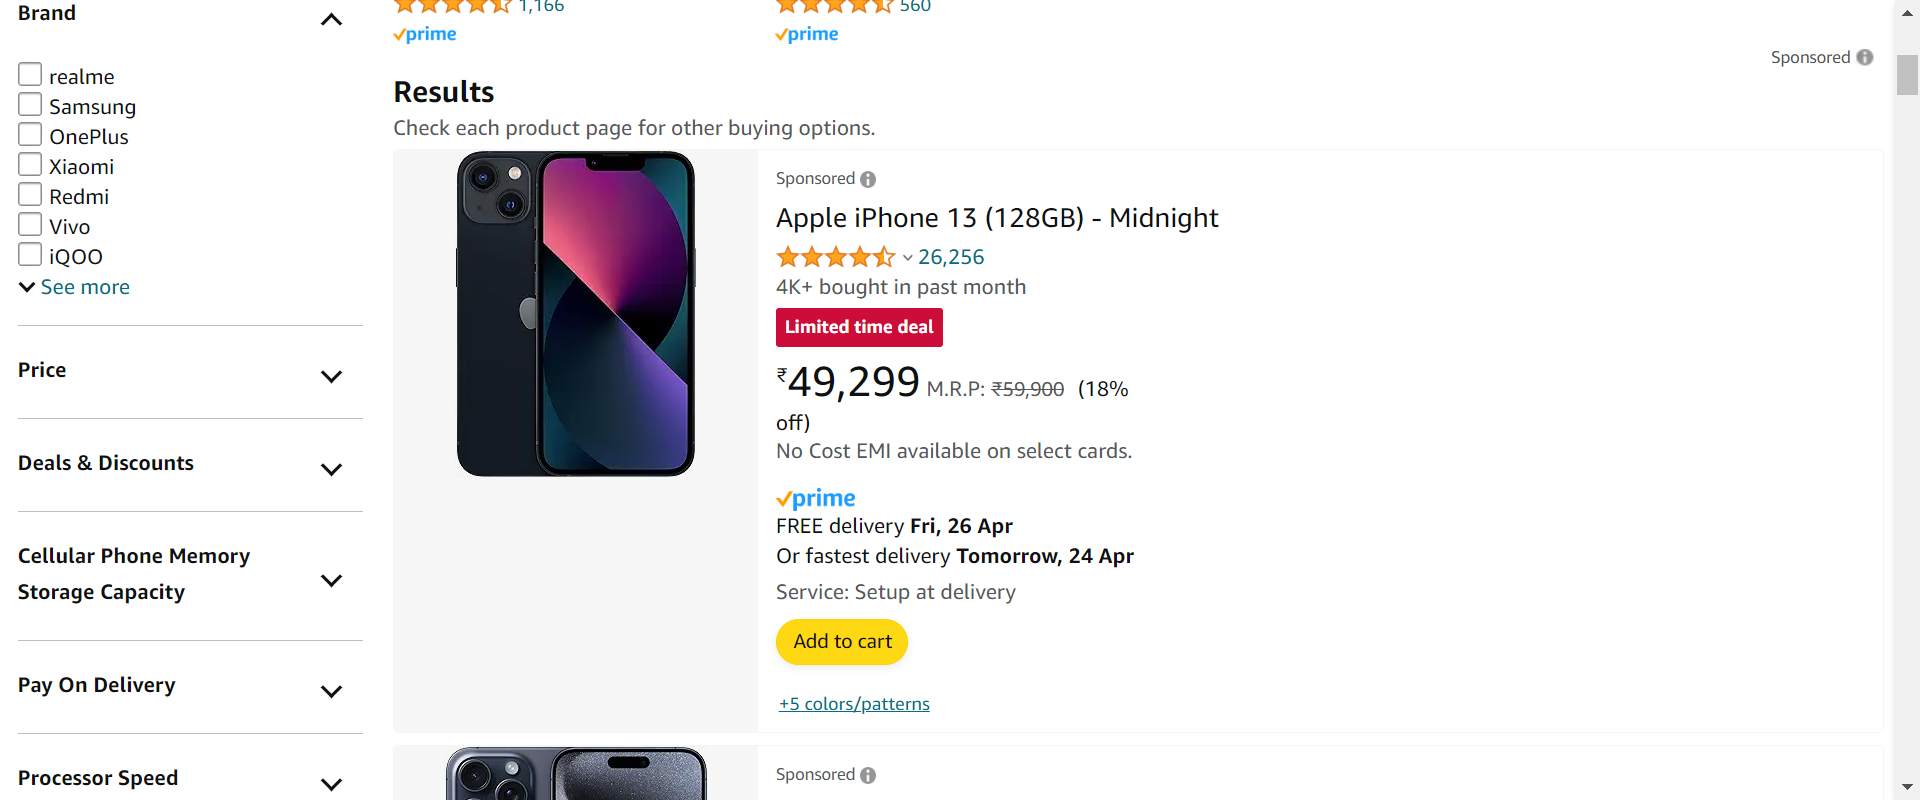 Brand
realme
Samsung
OnePlus
Xiaomi
Redmi
Vivo
iQOO
See more
Price
Deals & Discounts
Cellular Phone Memory
Storage Capacity
Pay On Delivery
Processor Speed
1,166
560
prime
prime
Sponsored
Results
Check each product page for other buying options.
Sponsored
Apple iPhone 13 (128GB) - Midnight
26,256
4K+ bought in past month
Limited time deal
₹49,299 M.R.P: ₹59,900 (18%
off)
No Cost EMI available on select cards.
prime
FREE delivery Fri, 26 Apr
Or fastest delivery Tomorrow, 24 Apr
Service: Setup at delivery
Add to cart
+5 colors/patterns
Sponsored